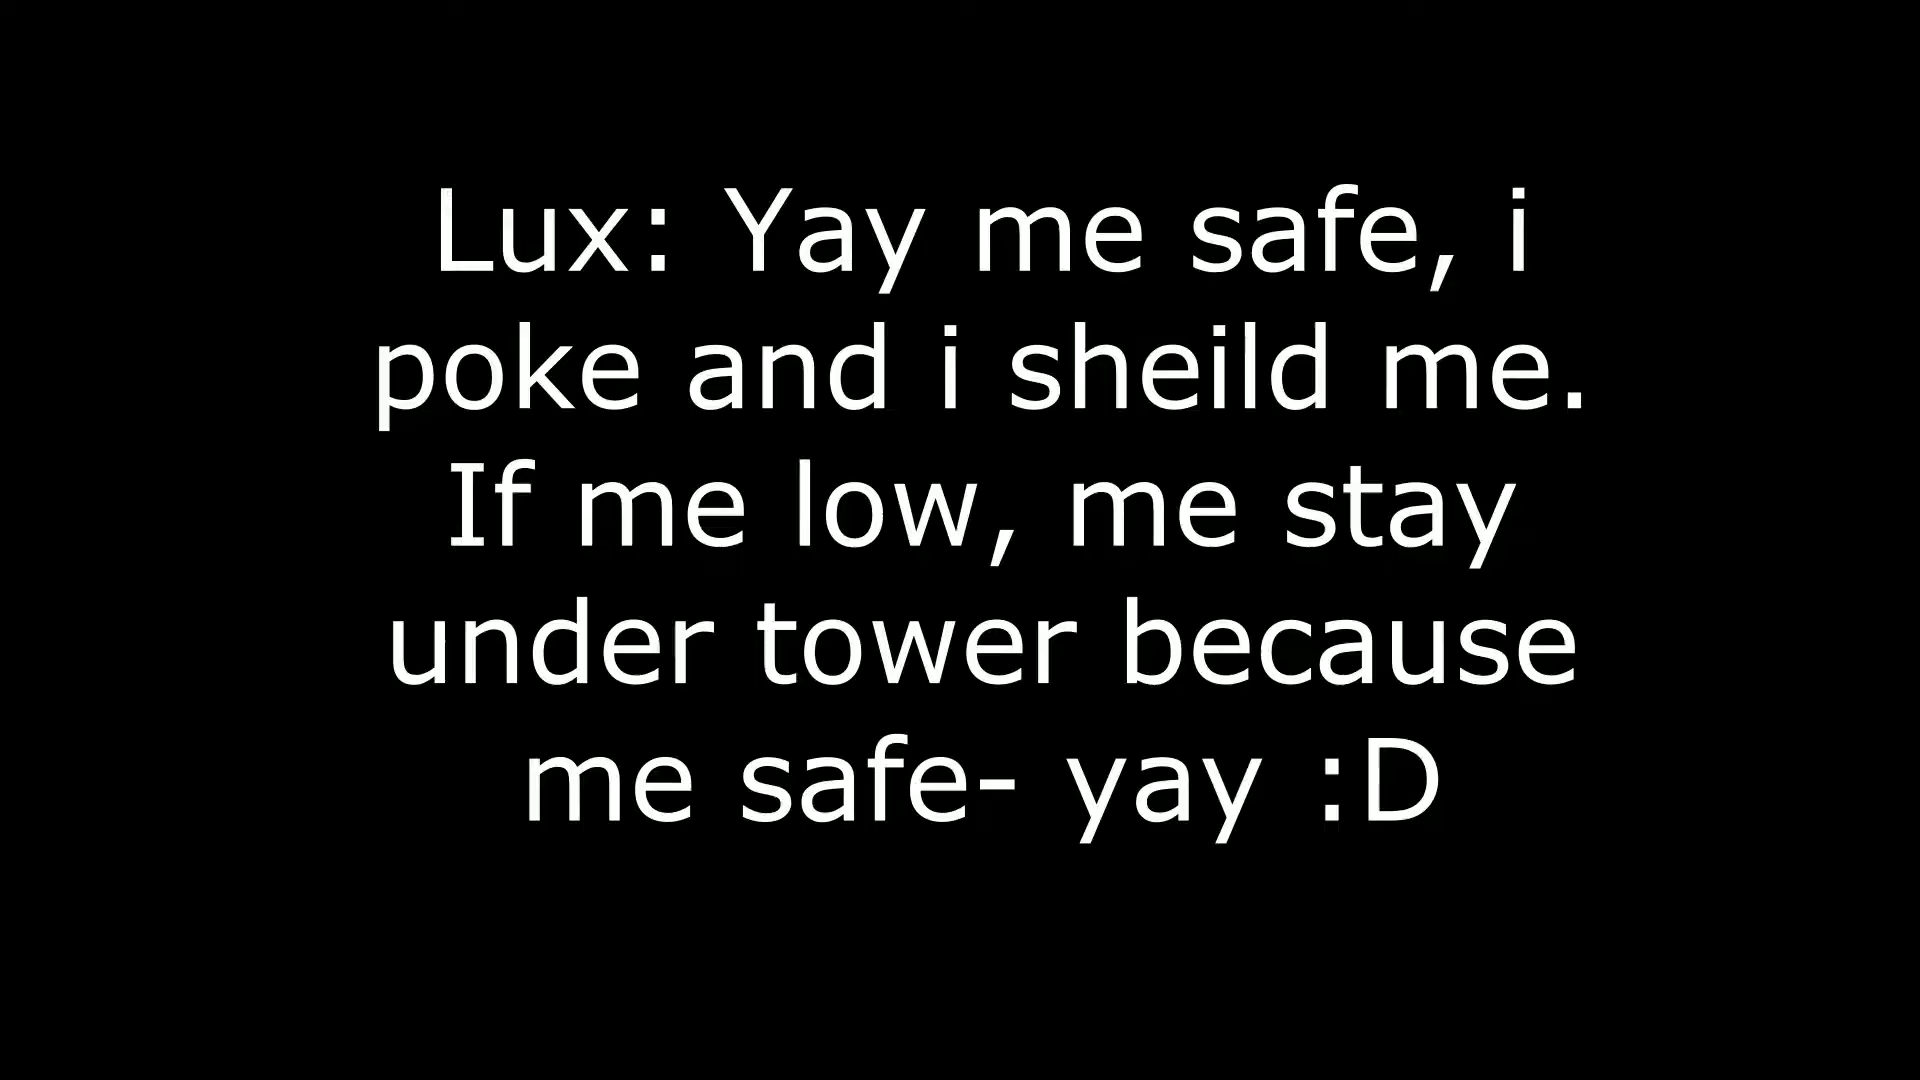 Lux: Yay me safe, i
poke and i sheild me.
If me low, me stay
under tower because
me safe- yay :D